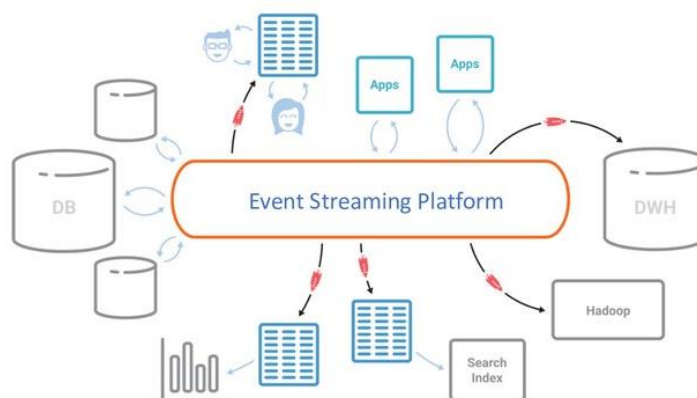 Apps
Apps
DB
Event Streaming Platform
DWH
Hadoop
Search
Index